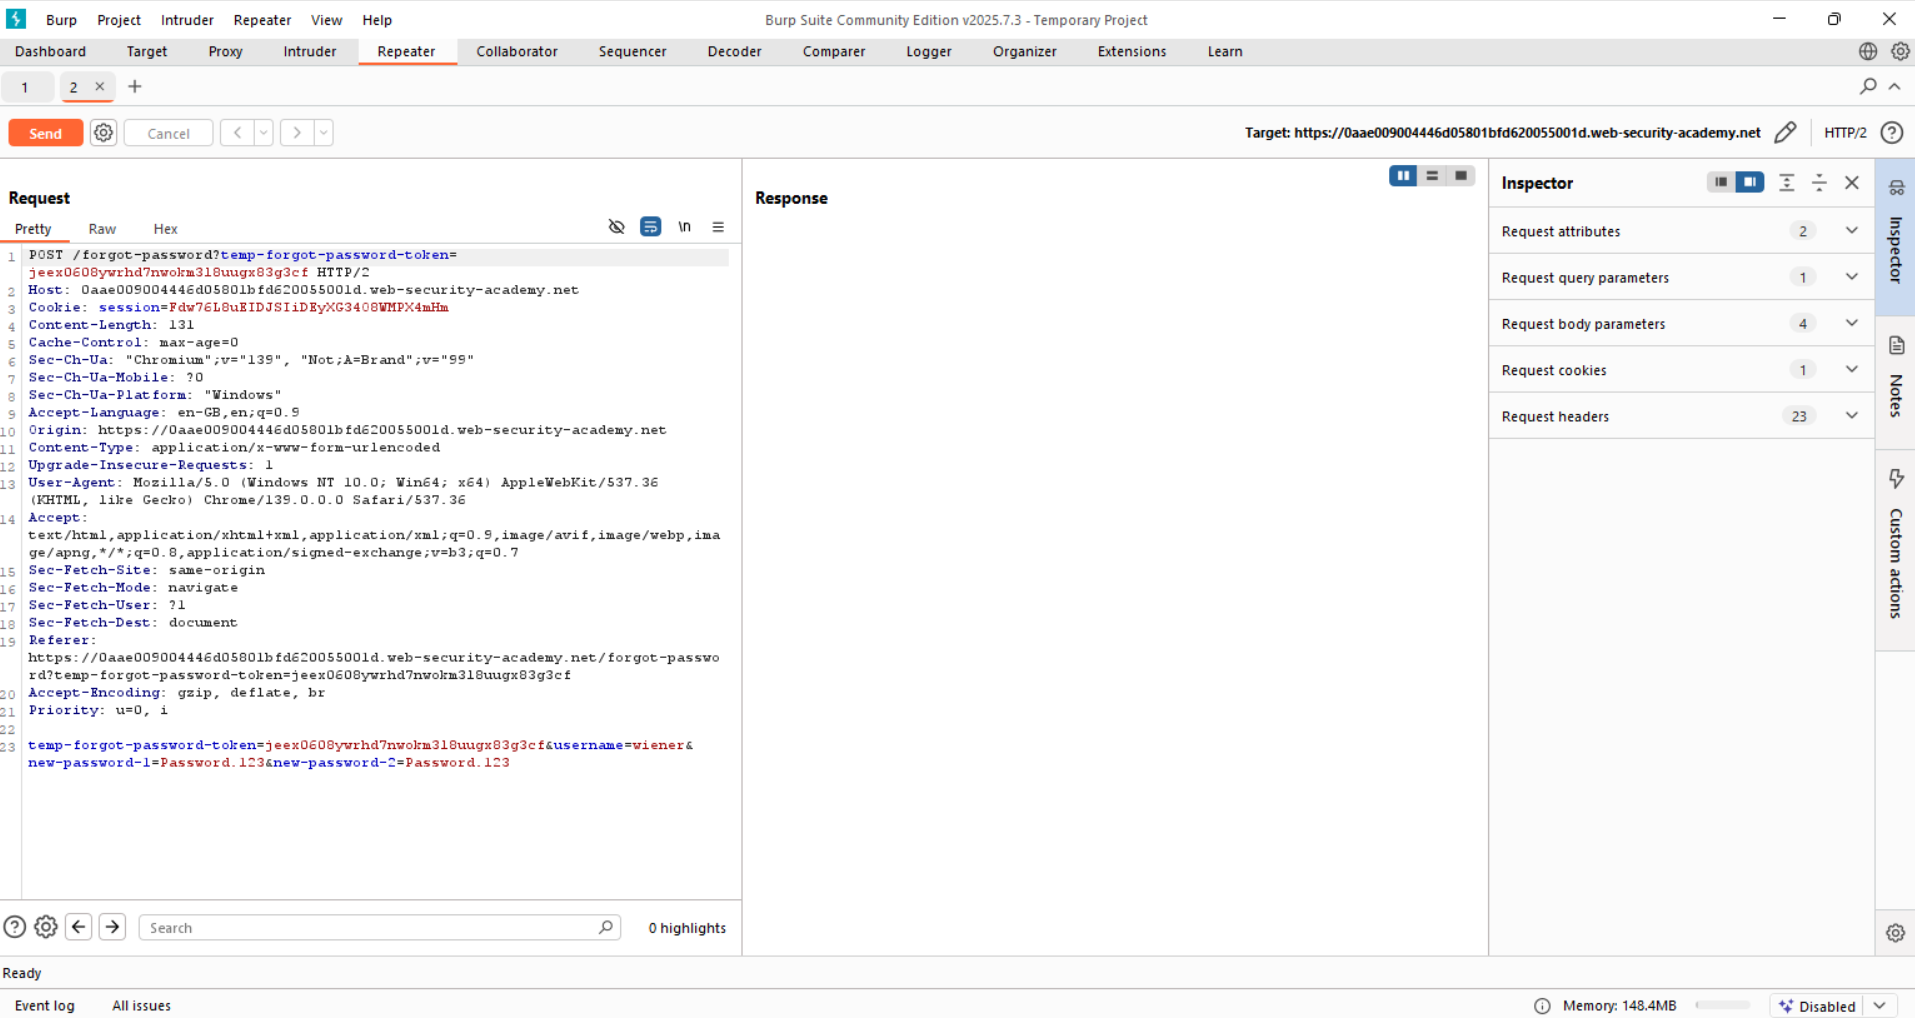 Burp Project Intruder Repeater View Help
Burp Suite Community Edition v2025.7.3 - Temporary Project
Dashboard Target Proxy Intruder Repeater Collaborator Sequencer Decoder Comparer Logger Organizer Extensions Learn
1 2 × +
Send Cancel < >
Target: https://0aae009004446d05801bfd620055001d.web-security-academy.net HTTP/2
Request
Pretty Raw Hex \n
1 POST /forgot-password?temp-forgot-password-token=
jeex0608ywrhd7nwokm318uugx83g3cf HTTP/2
2 Host: 0aae009004446d05801bfd620055001d.web-security-academy.net
3 Cookie: session=Fdw76L8uEIDJSIiDEyXG3408WMPX4mHm
4 Content-Length: 131
5 Cache-Control: max-age=0
6 Sec-Ch-Ua: "Chromium";v="139", "Not;A=Brand";v="99"
7 Sec-Ch-Ua-Mobile: ?0
8 Sec-Ch-Ua-Platform: "Windows"
9 Accept-Language: en-GB,en;q=0.9
10 Origin: https://0aae009004446d05801bfd620055001d.web-security-academy.net
11 Content-Type: application/x-www-form-urlencoded
12 Upgrade-Insecure-Requests: 1
13 User-Agent: Mozilla/5.0 (Windows NT 10.0; Win64; x64) AppleWebKit/537.36
(KHTML, like Gecko) Chrome/139.0.0.0 Safari/537.36
14 Accept:
text/html,application/xhtml+xml,application/xml;q=0.9,image/avif,image/webp,ima
ge/apng,*/*;q=0.8,application/signed-exchange;v=b3;q=0.7
15 Sec-Fetch-Site: same-origin
16 Sec-Fetch-Mode: navigate
17 Sec-Fetch-User: ?1
18 Sec-Fetch-Dest: document
19 Referer:
https://0aae009004446d05801bfd620055001d.web-security-academy.net/forgot-passwo
rd?temp-forgot-password-token=jeex0608ywrhd7nwokm318uugx83g3cf
20 Accept-Encoding: gzip, deflate, br
21 Priority: u=0, i
22
23 temp-forgot-password-token=jeex0608ywrhd7nwokm318uugx83g3cf&username=wiener&
new-password-1=Password.123&new-password-2=Password.123
Search 0 highlights
Response
Inspector
Request attributes 2
Request query parameters 1
Request body parameters 4
Request cookies 1
Request headers 23
Inspector
Notes
Custom actions
Ready
Event log All issues
Memory: 148.4MB Disabled